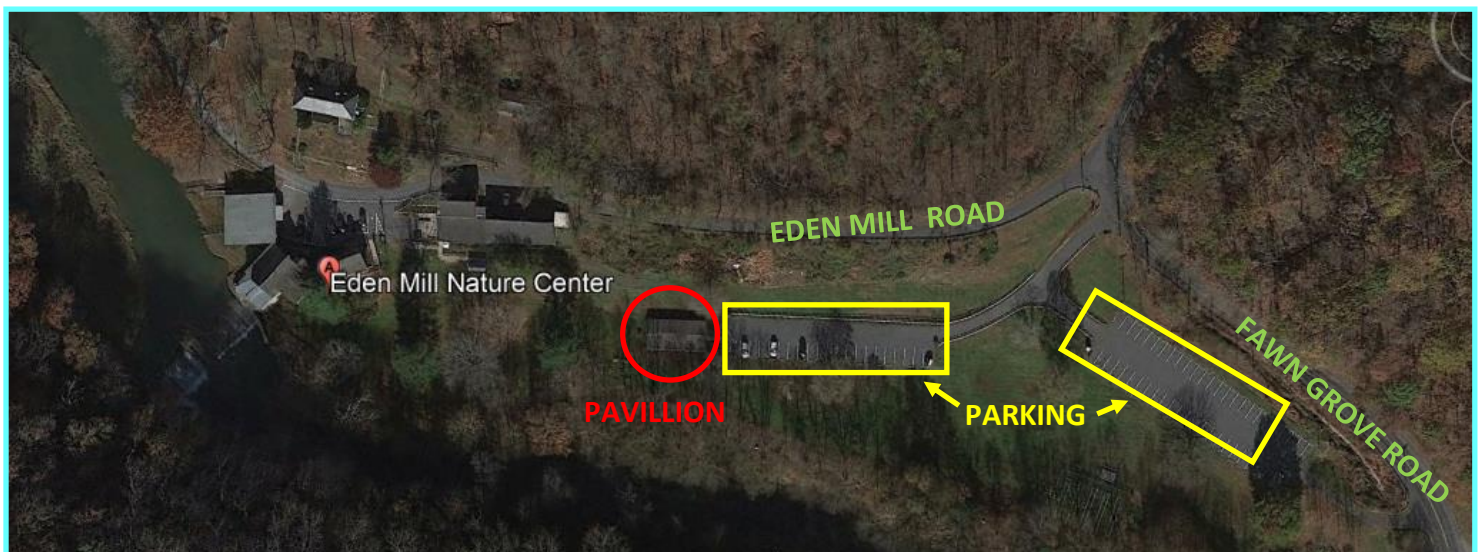 EDEN MILL ROAD
A
Eden Mill Nature Center
FAWN GROVE ROAD
PAVILLION
PARKING